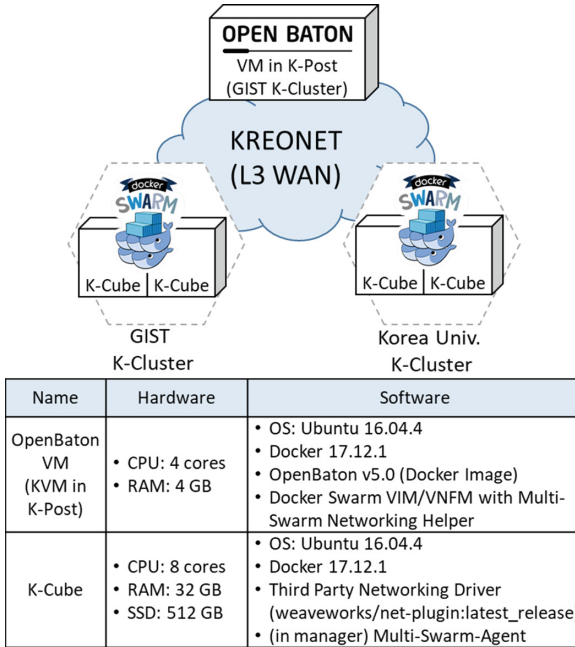 OPEN BATON
VM in K-Post
(GIST K-Cluster)
KREONET
(L3 WAN)
docker
SWARM
K-Cube K-Cube
GIST
K-Cluster
docker
SWARM
K-Cube K-Cube
Korea Univ.
K-Cluster
Name Hardware Software
OpenBaton
VM
(KVM in
K-Post)
• CPU: 4 cores
• RAM: 4 GB
• OS: Ubuntu 16.04.4
• Docker 17.12.1
• OpenBaton v5.0 (Docker Image)
• Docker Swarm VIM/VNFM with Multi-
Swarm Networking Helper
K-Cube
• CPU: 8 cores
• RAM: 32 GB
• SSD: 512 GB
• OS: Ubuntu 16.04.4
• Docker 17.12.1
• Third Party Networking Driver
(weaveworks/net-plugin:latest_release
• (in manager) Multi-Swarm-Agent